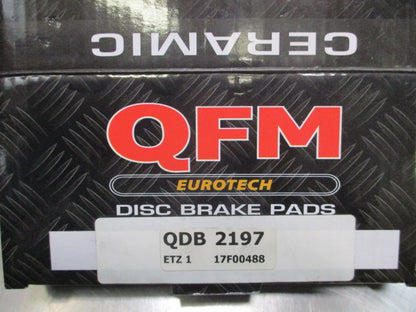 CERAMIC
QFM
EUROTECH
DISC BRAKE PADS
QDB 2197
ETZ 1 17F00488